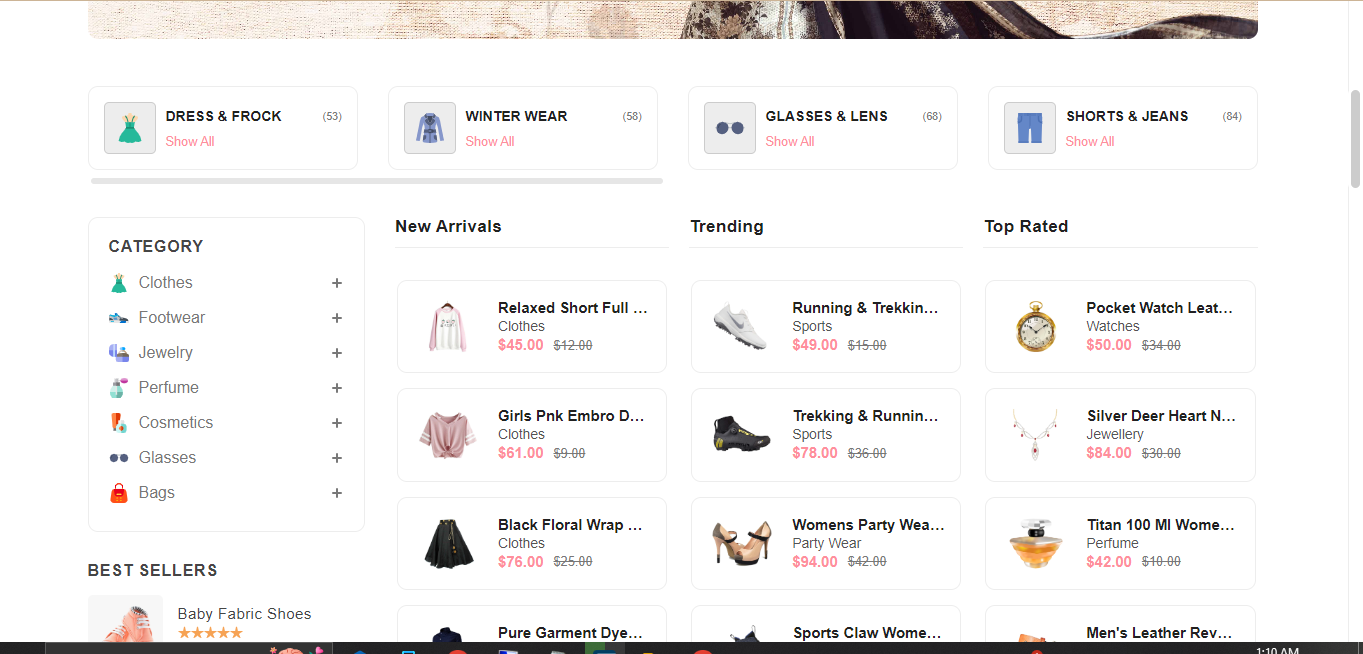 DRESS & FROCK (53)
Show All
WINTER WEAR (58)
Show All
GLASSES & LENS (68)
Show All
SHORTS & JEANS (84)
Show All
CATEGORY
Clothes +
Footwear +
Jewelry +
Perfume +
Cosmetics +
Glasses +
Bags +
BEST SELLERS
Baby Fabric Shoes
★★★★★
New Arrivals
Relaxed Short Full ...
Clothes
$45.00 $12.00
Girls Pnk Embro D...
Clothes
$61.00 $9.00
Black Floral Wrap ...
Clothes
$76.00 $25.00
Pure Garment Dye...
Trending
Running & Trekkin...
Sports
$49.00 $15.00
Trekking & Runnin...
Sports
$78.00 $36.00
Womens Party Wea...
Party Wear
$94.00 $42.00
Sports Claw Wome...
Top Rated
Pocket Watch Leat...
Watches
$50.00 $34.00
Silver Deer Heart N...
Jewellery
$84.00 $30.00
Titan 100 Ml Wome...
Perfume
$42.00 $10.00
Men's Leather Rev...
1:10 AM